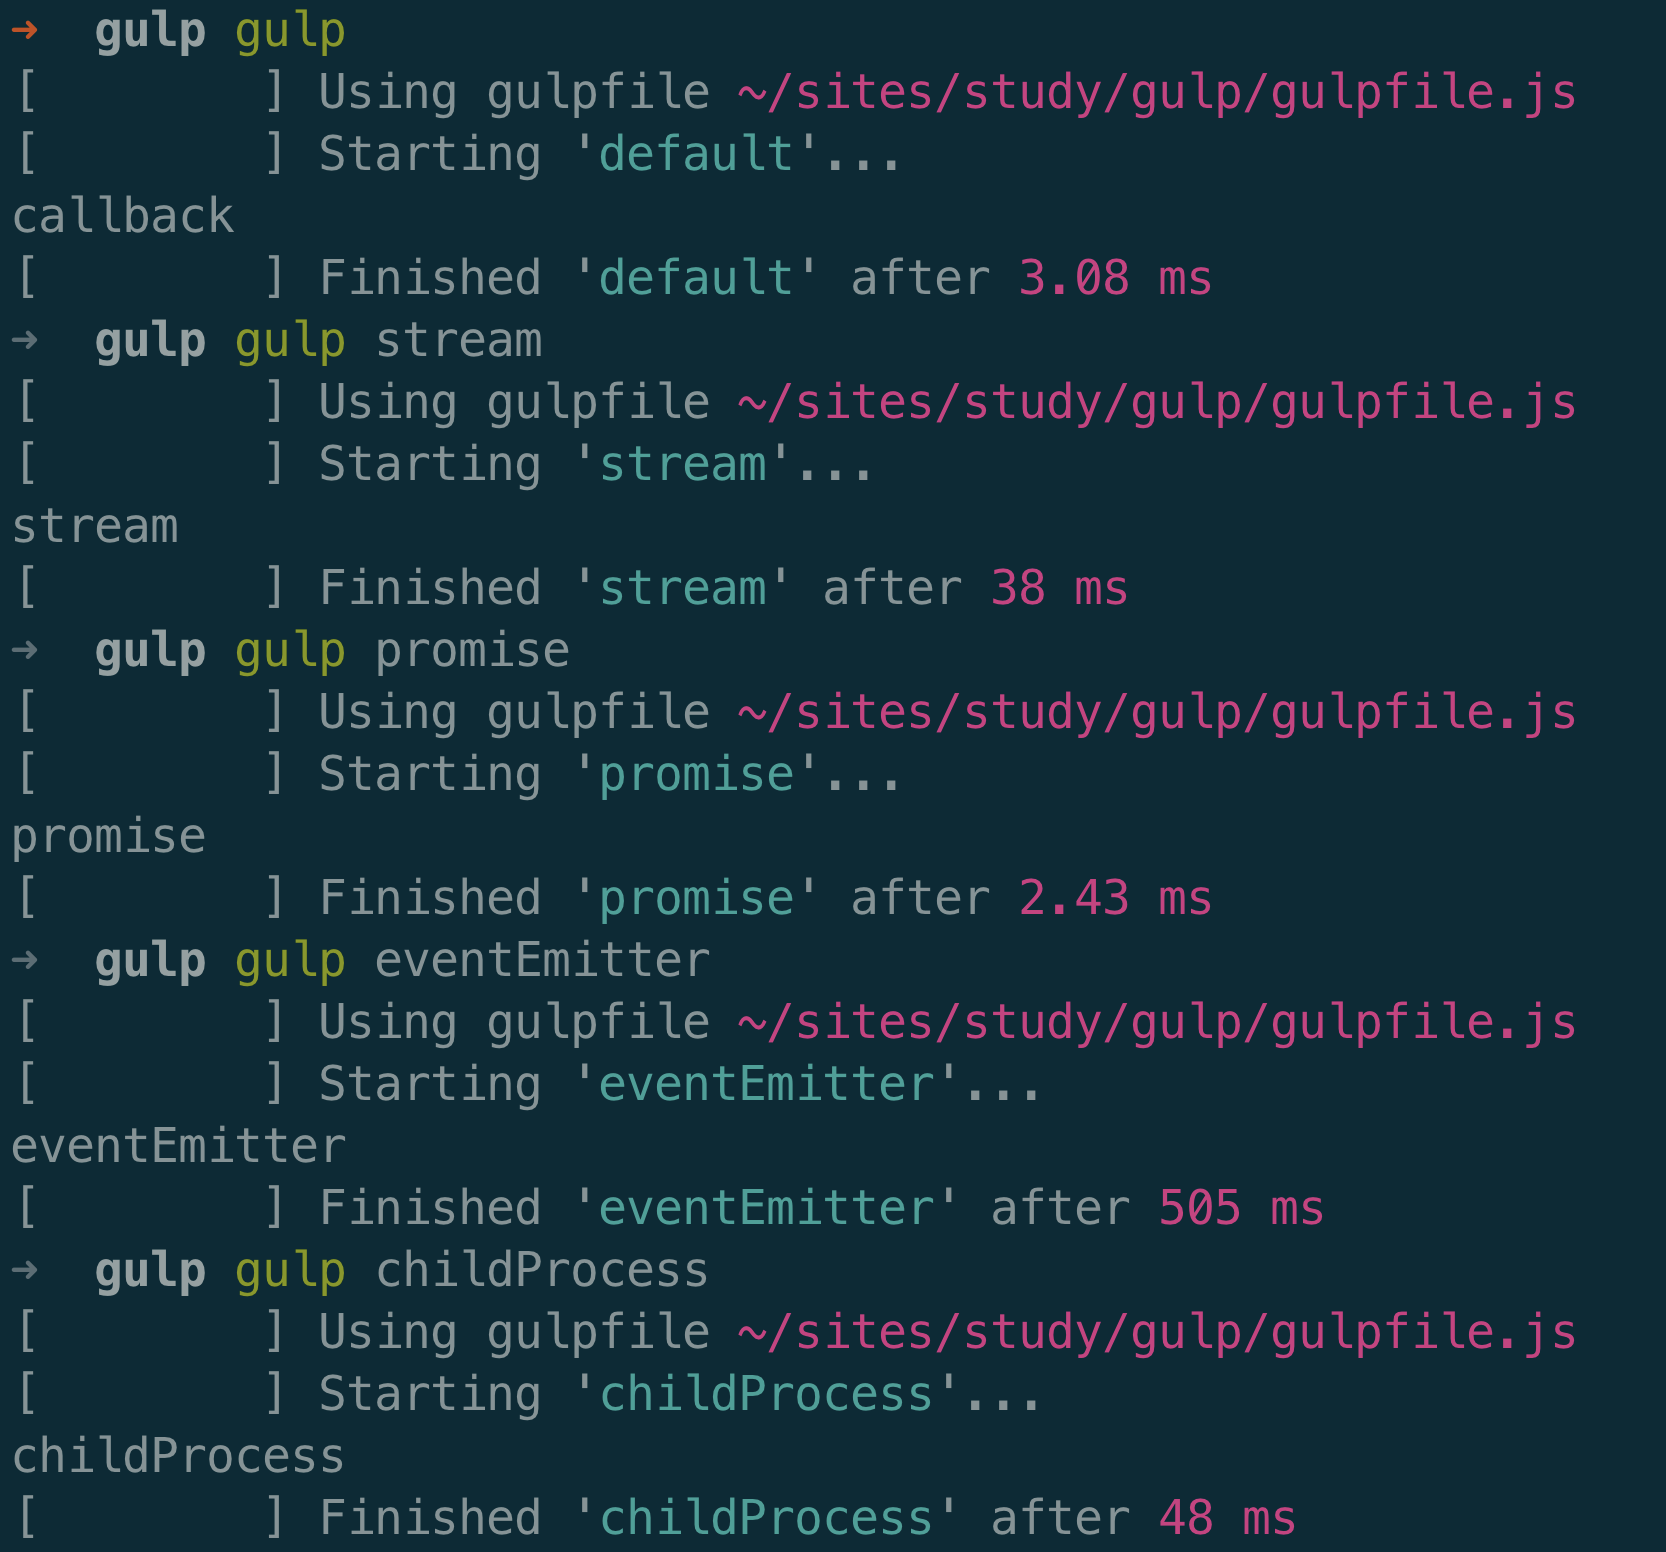 ➜  gulp gulp
[        ] Using gulpfile ~/sites/study/gulp/gulpfile.js
[        ] Starting 'default'...
callback
[        ] Finished 'default' after 3.08 ms
➜  gulp gulp stream
[        ] Using gulpfile ~/sites/study/gulp/gulpfile.js
[        ] Starting 'stream'...
stream
[        ] Finished 'stream' after 38 ms
➜  gulp gulp promise
[        ] Using gulpfile ~/sites/study/gulp/gulpfile.js
[        ] Starting 'promise'...
promise
[        ] Finished 'promise' after 2.43 ms
➜  gulp gulp eventEmitter
[        ] Using gulpfile ~/sites/study/gulp/gulpfile.js
[        ] Starting 'eventEmitter'...
eventEmitter
[        ] Finished 'eventEmitter' after 505 ms
➜  gulp gulp childProcess
[        ] Using gulpfile ~/sites/study/gulp/gulpfile.js
[        ] Starting 'childProcess'...
childProcess
[        ] Finished 'childProcess' after 48 ms